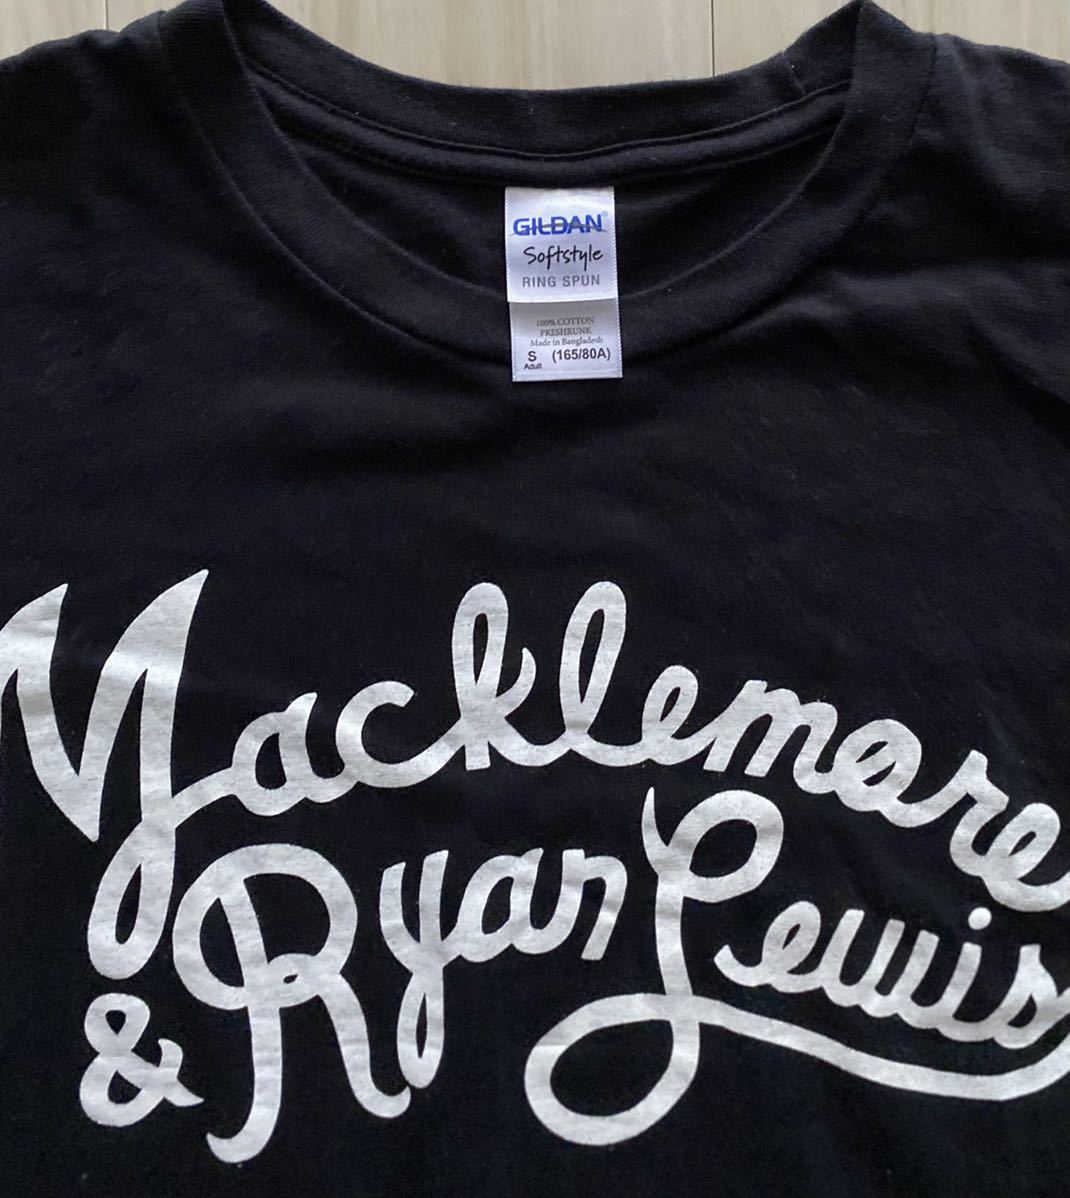 GILDAN®
Softstyle
RING SPUN
100% COTTON
PRESHRUNK
Made in Bangladesh
S (165/80A)
Adult
Macklemore
& Ryan Lewis